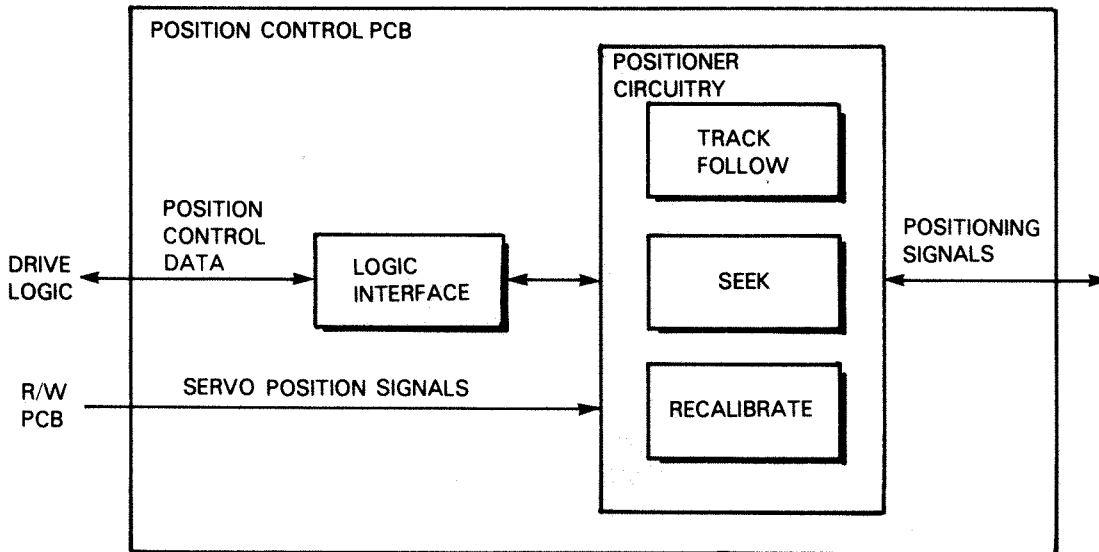 POSITION CONTROL PCB
POSITIONER
CIRCUITRY
TRACK
FOLLOW
POSITION
CONTROL
DATA
DRIVE
LOGIC
LOGIC
INTERFACE
SEEK
POSITIONING
SIGNALS
R/W
PCB
SERVO POSITION SIGNALS
RECALIBRATE